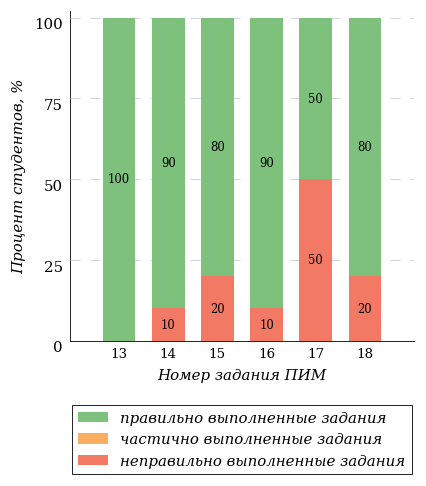 100
75
50
25
0
Процент студентов, %
100
90
10
80
20
90
10
50
50
80
20
13 14 15 16 17 18
Номер задания ПИМ
правильно выполненные задания
частично выполненные задания
неправильно выполненные задания